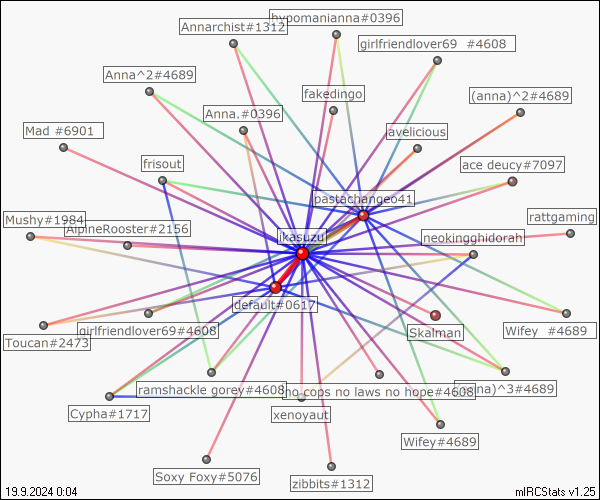 hypomanianna#0396
Annarchist#1312
girlfriendlover69 #4608
Anna^2#4689
fakedingo
(anna)^2#4689
Anna.#0396
Mad #6901
avelicious
frisout
ace deucy#7097
pastachangeo41
Mushy#1984
rattgaming
AlpineRooster#2156
ikasuzu
neokingghidorah
default#0617
girlfriendlover69#4608
Skalman
Wifey #4689
Toucan#2473
ramshackle gorey#4608
no cops no laws no hope#4608
)^3#4689
Cypha#1717
xenoyaut
Wifey#4689
Soxy Foxy#5076
zibbits#1312
19.9.2024 0:04
mIRCStats v1.25